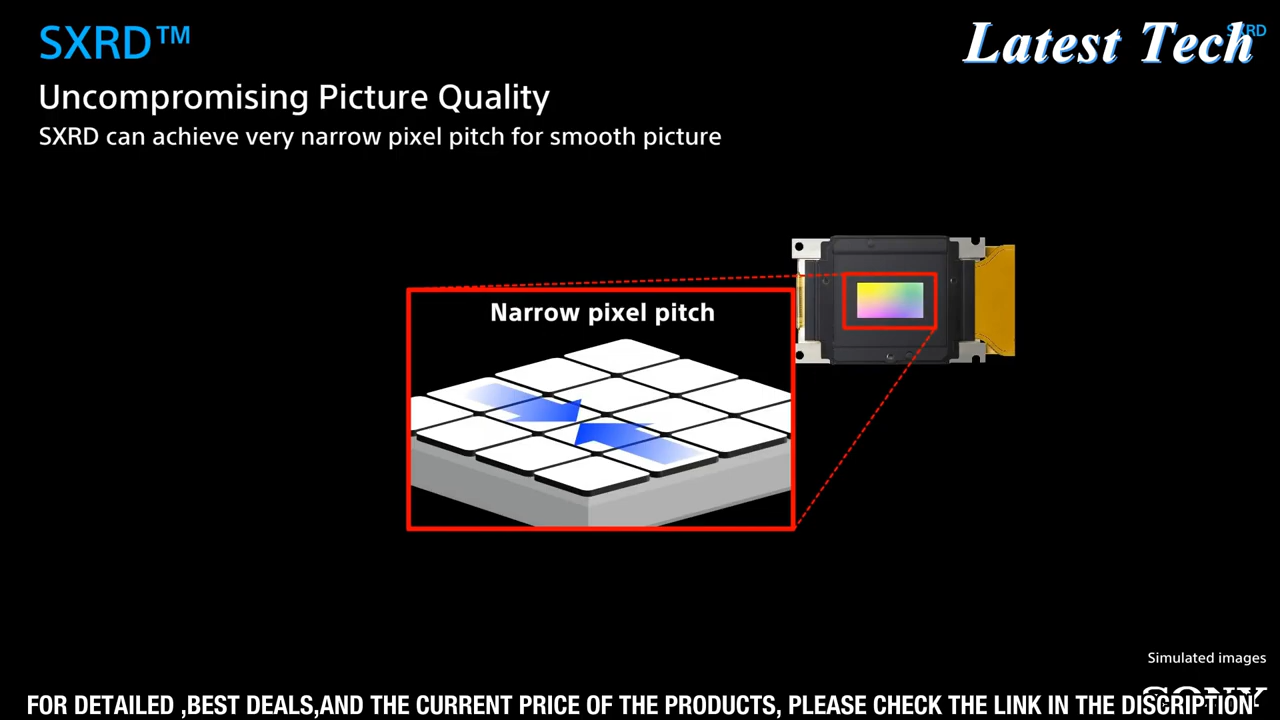 SXRD™
Latest Tech
SXRD
Uncompromising Picture Quality
SXRD can achieve very narrow pixel pitch for smooth picture
Narrow pixel pitch
Simulated images
SONY
FOR DETAILED ,BEST DEALS,AND THE CURRENT PRICE OF THE PRODUCTS, PLEASE CHECK THE LINK IN THE DISCRIPTION